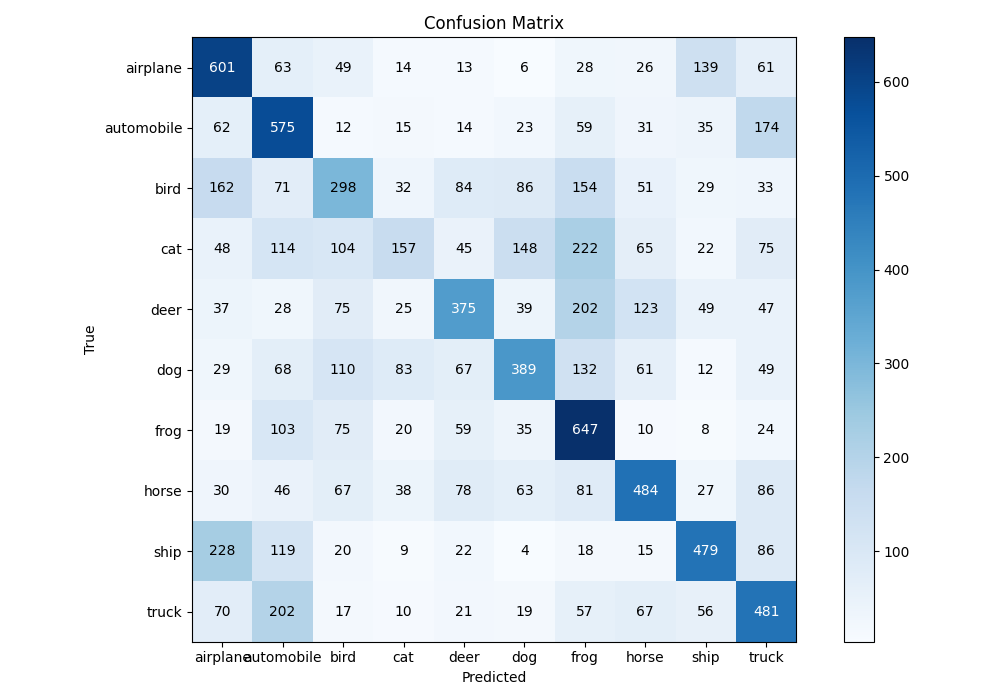 Confusion Matrix
airplane 601 63 49 14 13 6 28 26 139 61
automobile 62 575 12 15 14 23 59 31 35 174
bird 162 71 298 32 84 86 154 51 29 33
cat 48 114 104 157 45 148 222 65 22 75
deer 37 28 75 25 375 39 202 123 49 47
dog 29 68 110 83 67 389 132 61 12 49
frog 19 103 75 20 59 35 647 10 8 24
horse 30 46 67 38 78 63 81 484 27 86
ship 228 119 20 9 22 4 18 15 479 86
truck 70 202 17 10 21 19 57 67 56 481
airplane automobile bird cat deer dog frog horse ship truck
Predicted
True
600
500
400
300
200
100